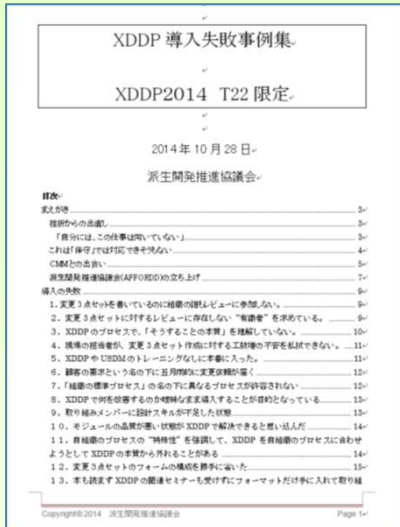 XDDP 導入失敗事例集
XDDP2014 T22 限定
2014年 10 月 28 日
派生開発推進協議会
目次
まえがき 3
挫折からの出直し 3
「自分には、この仕事は向いていない」 3
これは「保守」では対応できそうもない 4
CMMとの出会い 5
派生開発推進協議会(AFFORDD)の立ち上げ 7
導入の失敗 9
1．変更3点セットを書いているのに組織の レビューに参加しない。 9
2．変更3点セットに対するレビューに存在しない“有識者”を求めている。 9
3．XDDPのプロセスで、「そうすることの本質」を理解していない。 10
4．現場の担当者が、変更3点セット作成に対する工数増の不安を払拭できない。 11
5．XDDPやUSDMのトレーニングなしに本番に入った。 11
6．顧客の要求という名の下に五月雨的に変更依頼が届く 12
7．「組織の標準プロセス」の名の下に異なるプロセスが許容されない 12
8．XDDPで何を改善するのか曖昧なまま導入することが目的となっている 13
9．取り組みメンバーに設計スキルが不足した状態 13
10．モジュールの品質が悪い状態がXDDPで解決できると思い込んだ 14
11．自組織のプロセスの“特殊性”を強調して、XDDPを自組織のプロセスに合わせ
ようとしてXDDPの本質から外れることがある 14
12．変更3点セットのフォームの構成を勝手に省いた 15
13．本も読まずXDDPの関連セミナーも受けずにフォーマットだけ手に入れて取り組
Copyright©2014 派生開発推進協議会 Page 1